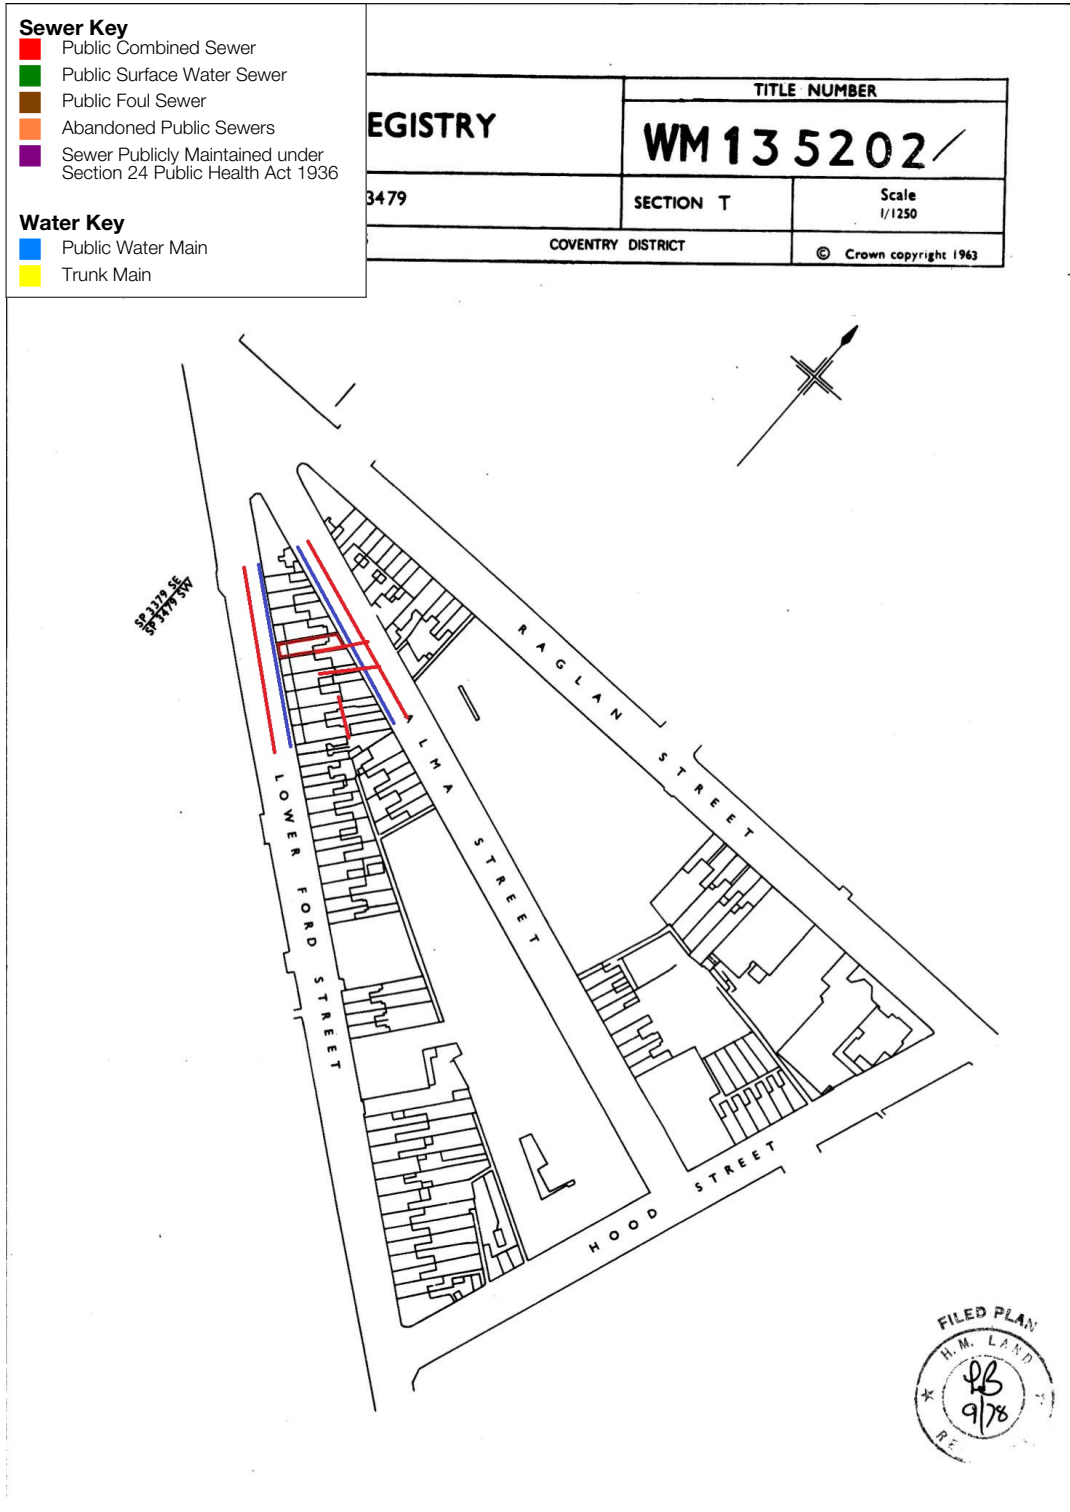 Sewer Key
Public Combined Sewer
Public Surface Water Sewer
Public Foul Sewer
Abandoned Public Sewers
Sewer Publicly Maintained under
Section 24 Public Health Act 1936
Water Key
Public Water Main
Trunk Main
EGISTRY
TITLE NUMBER
WM135202
3479
SECTION T
Scale
1/1250
COVENTRY DISTRICT
© Crown copyright 1963
SP 3379 SE
SP 3479 SW
RAGLAN STREET
ALMA STREET
LOWER FORD STREET
HOOD STREET
FILED PLAN
H.M. LAND
9/78
RE